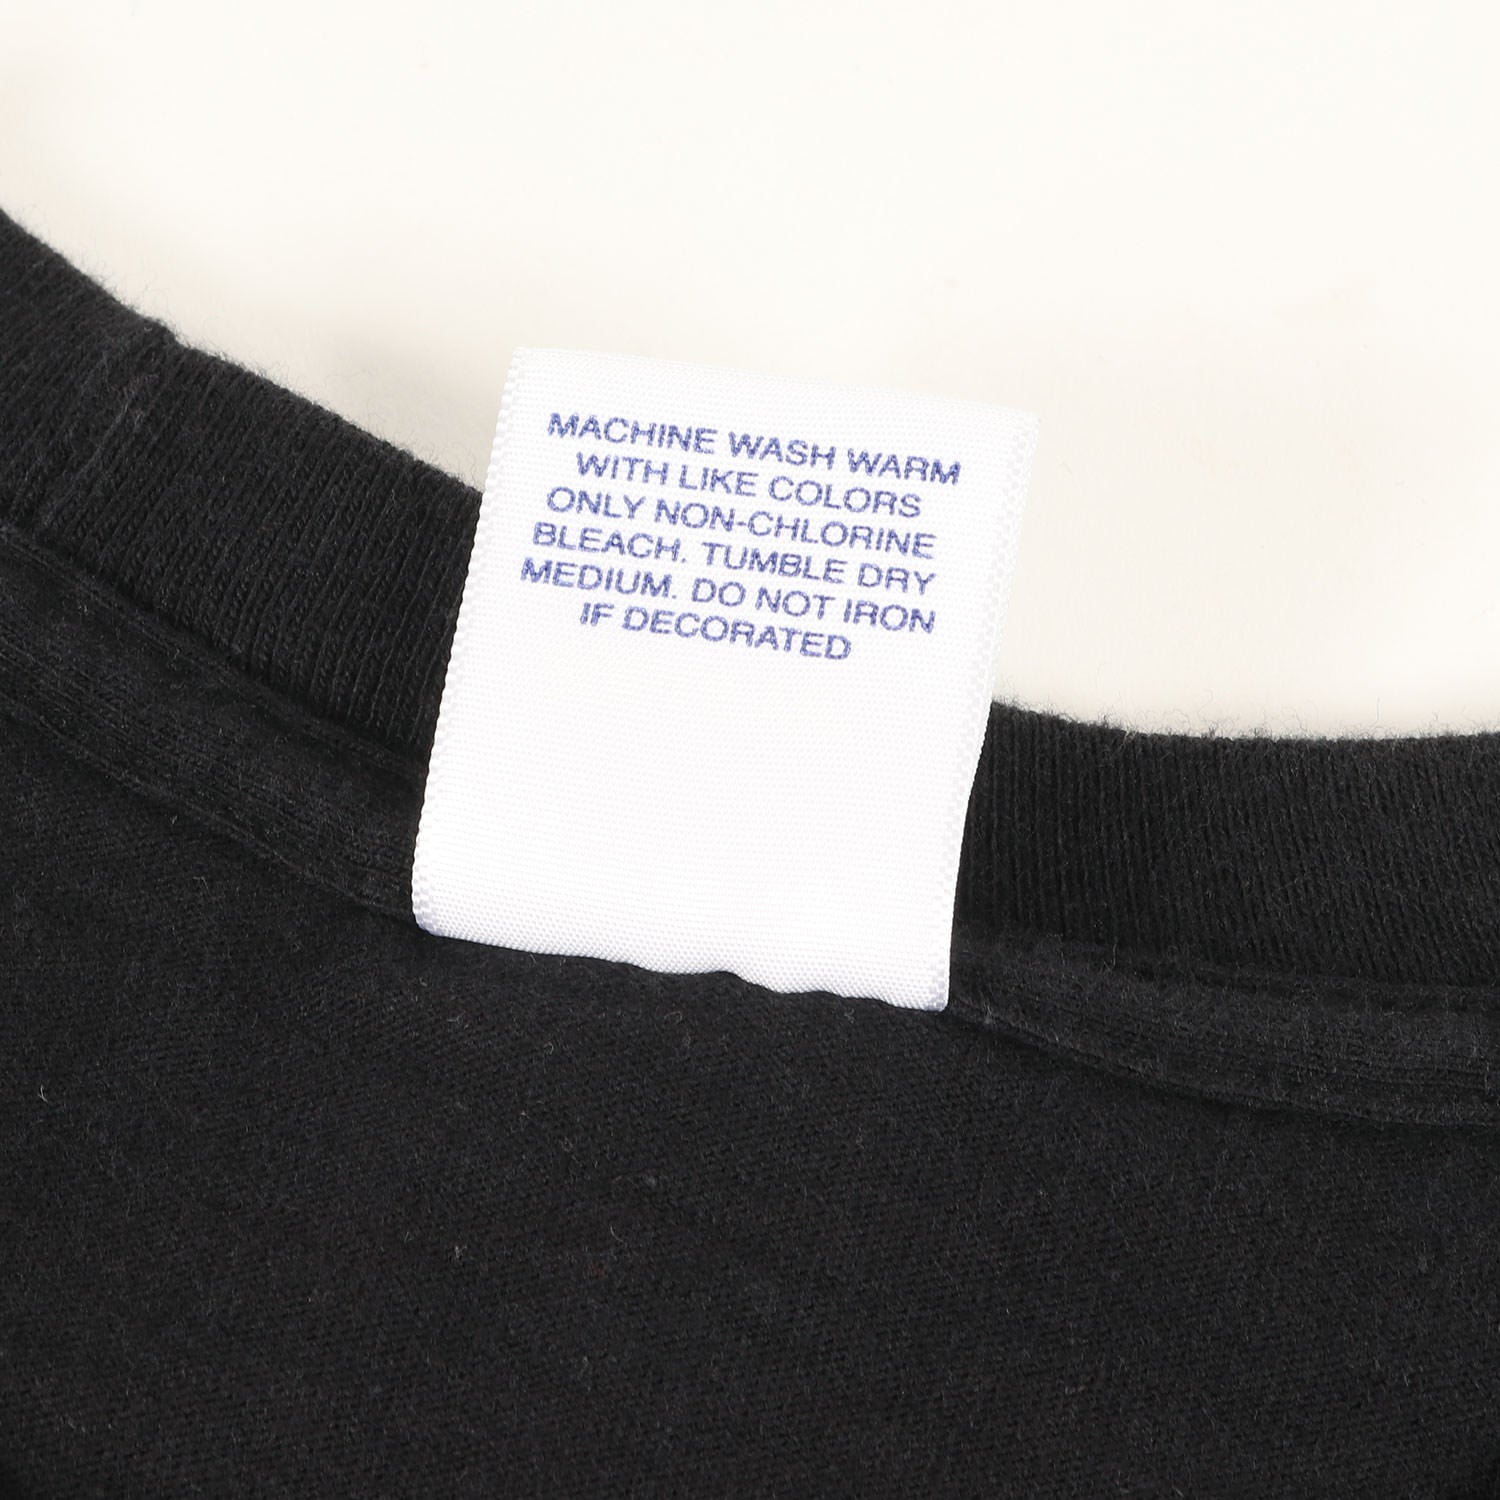 MACHINE WASH WARM
WITH LIKE COLORS
ONLY NON-CHLORINE
BLEACH. TUMBLE DRY
MEDIUM. DO NOT IRON
IF DECORATED